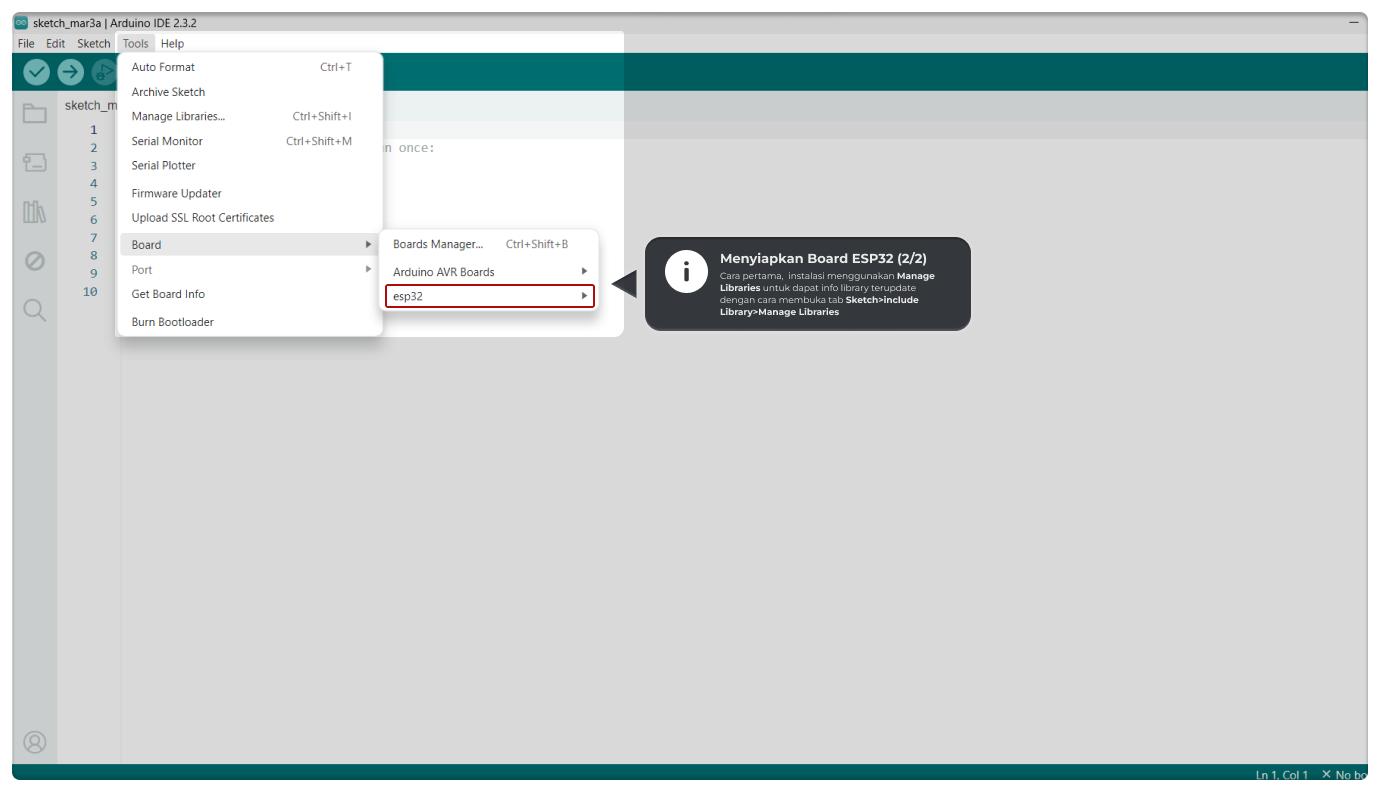 sketch_mar3a | Arduino IDE 2.3.2
File Edit Sketch Tools Help
Auto Format Ctrl+T
Archive Sketch
sketch_m
Manage Libraries... Ctrl+Shift+I
1
Serial Monitor Ctrl+Shift+M
2
n once:
Serial Plotter
3
4
Firmware Updater
5
Upload SSL Root Certificates
6
7
Board
Boards Manager... Ctrl+Shift+B
8
Port
Arduino AVR Boards
9
Get Board Info
esp32
10
Burn Bootloader
Menyiapkan Board ESP32 (2/2)
Cara pertama, instalasi menggunakan Manage
Libraries untuk dapat info library terupdate
dengan cara membuka tab Sketch>include
Library>Manage Libraries
Ln 1, Col 1 × No bo